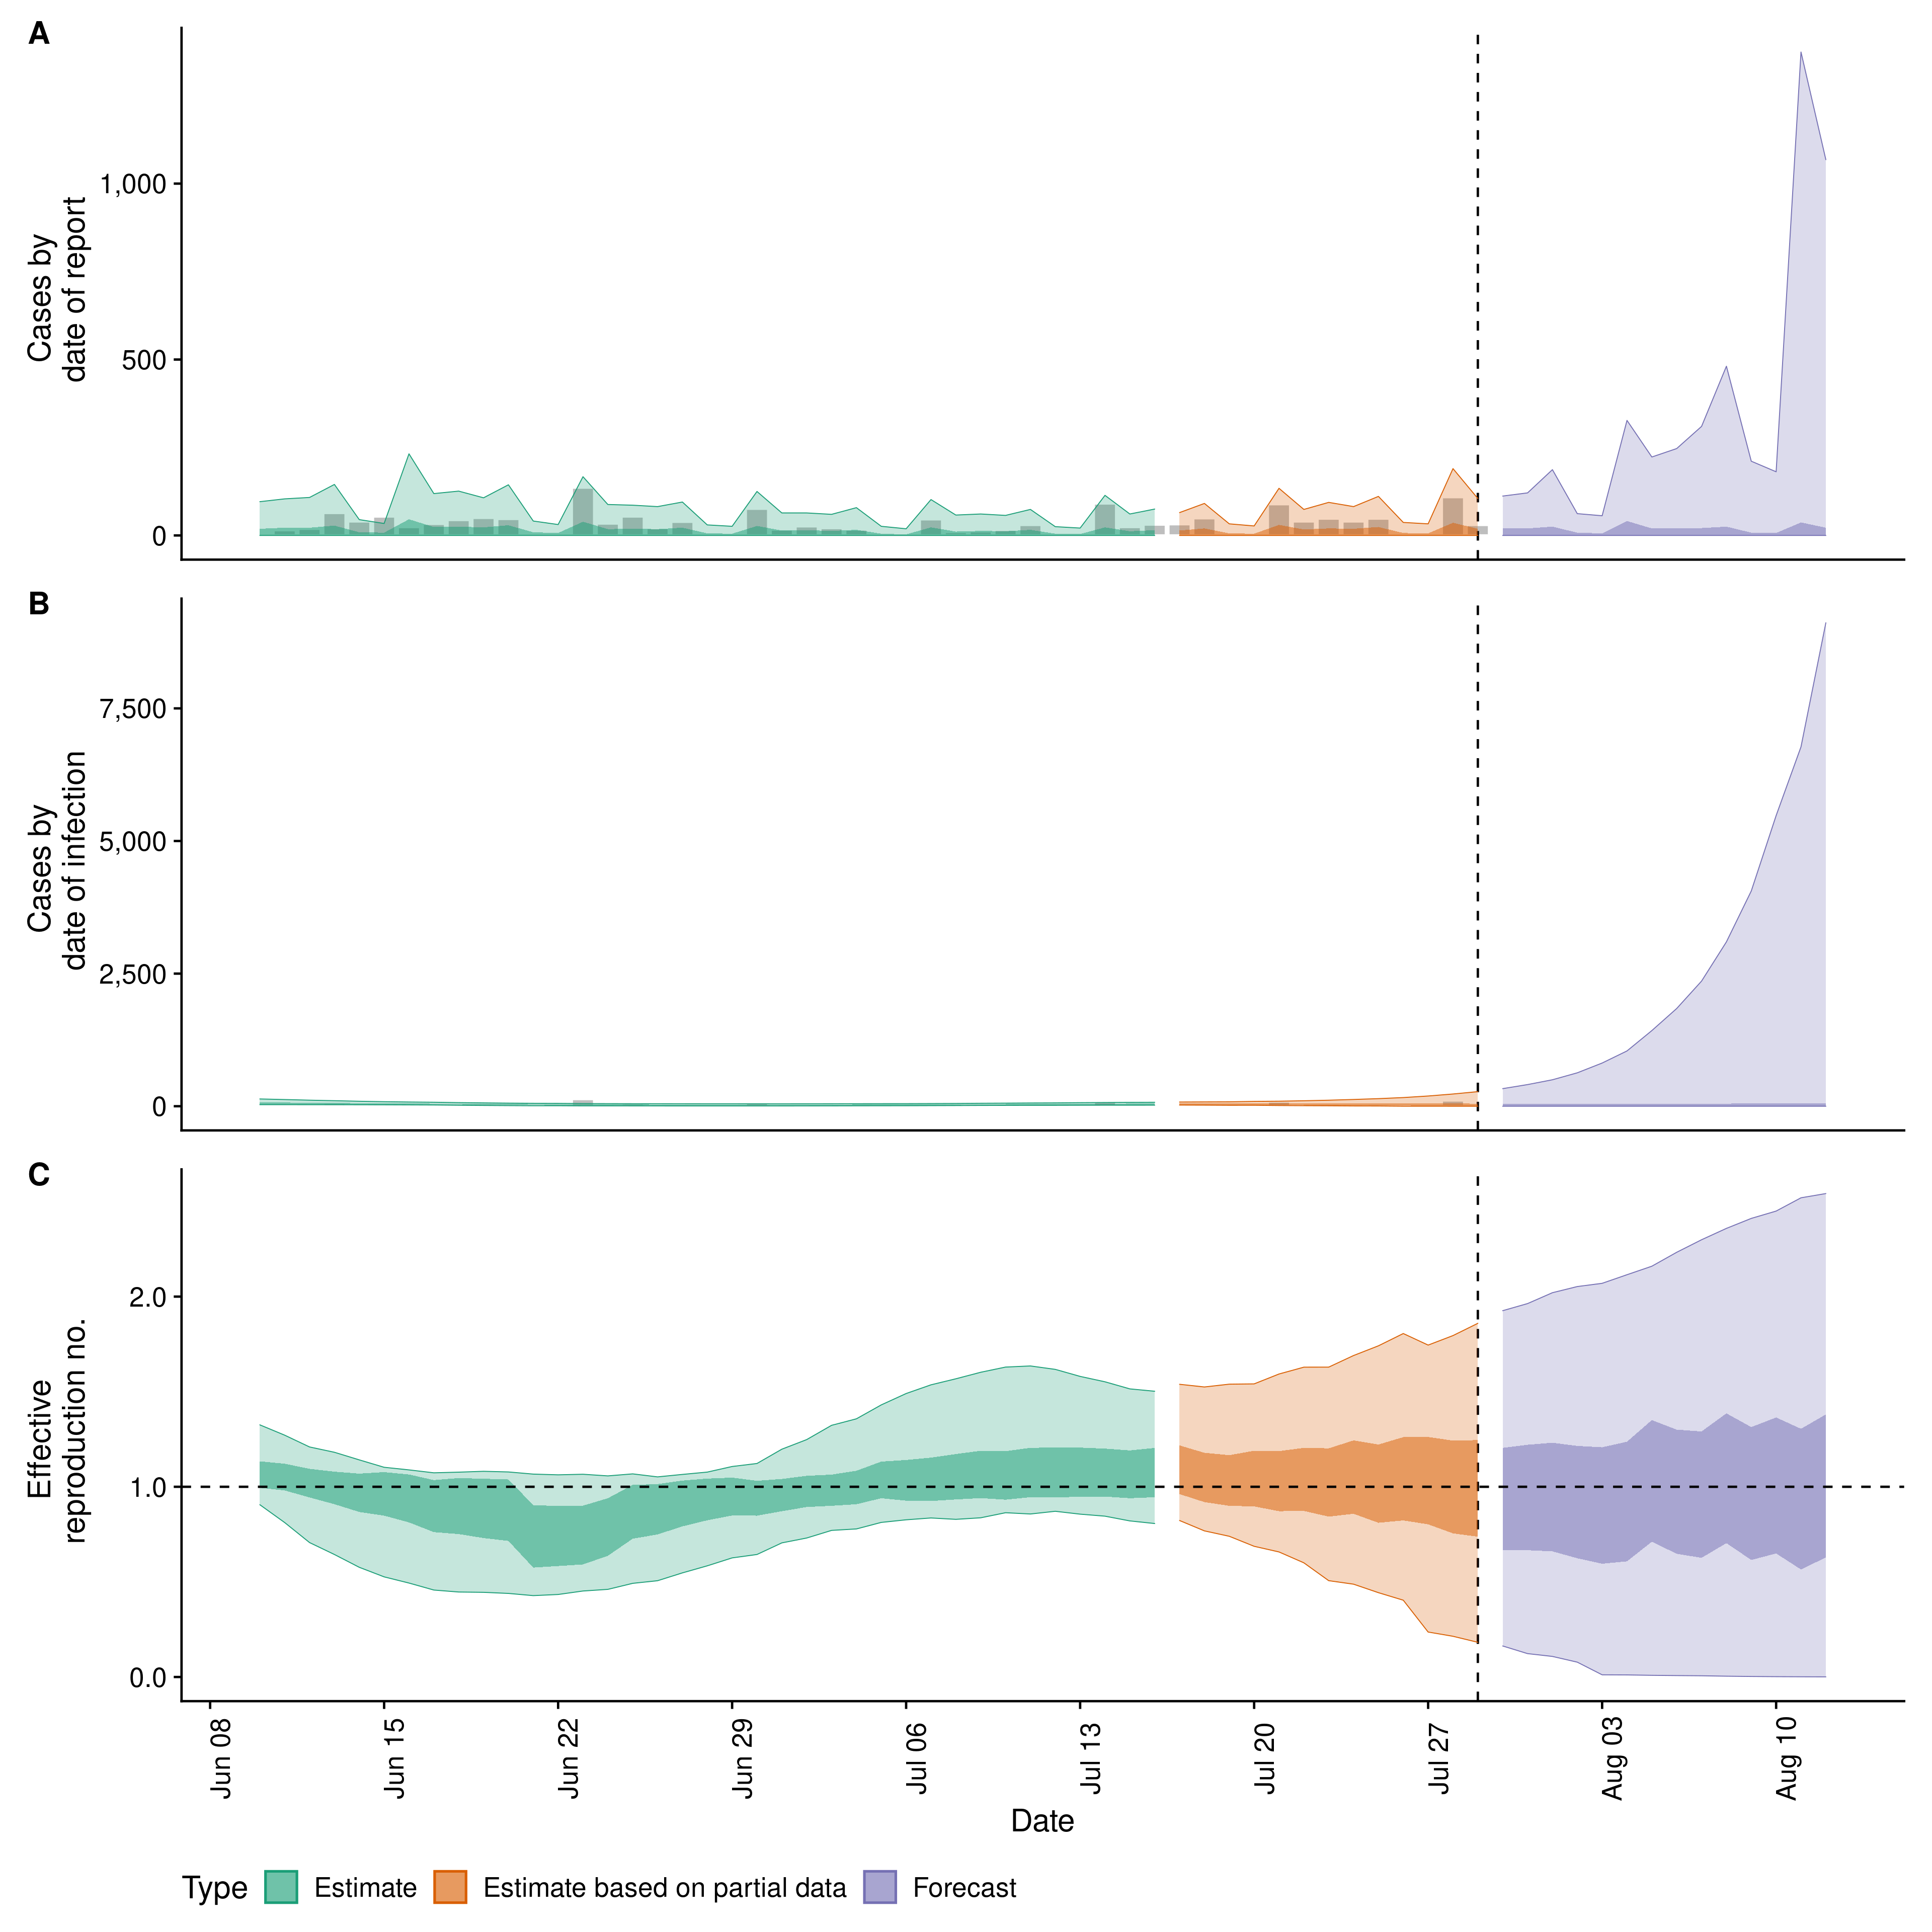 A
Cases by
date of report
1,000
500
0
B
Cases by
date of infection
7,500
5,000
2,500
0
C
Effective
reproduction no.
2.0
1.0
0.0
Jun 08
Jun 15
Jun 22
Jun 29
Jul 06
Jul 13
Jul 20
Jul 27
Aug 03
Aug 10
Date
Type Estimate Estimate based on partial data Forecast